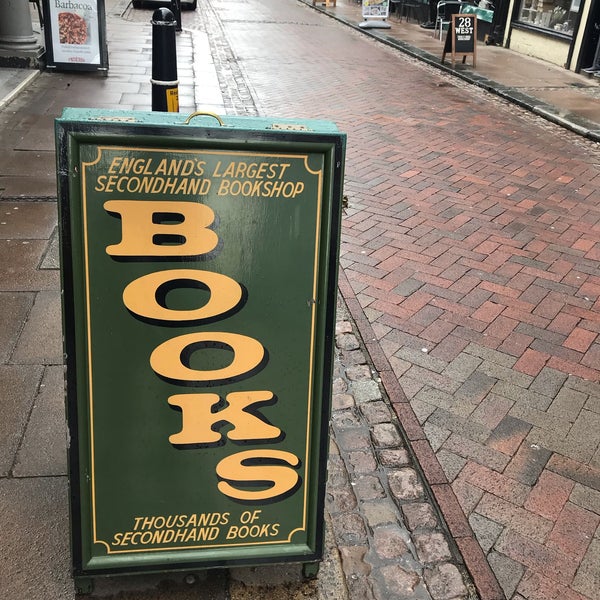 Barbacoa
ENGLAND'S LARGEST
SECONDHAND BOOKSHOP
BOOKS
THOUSANDS OF
SECONDHAND BOOKS
28
WEST